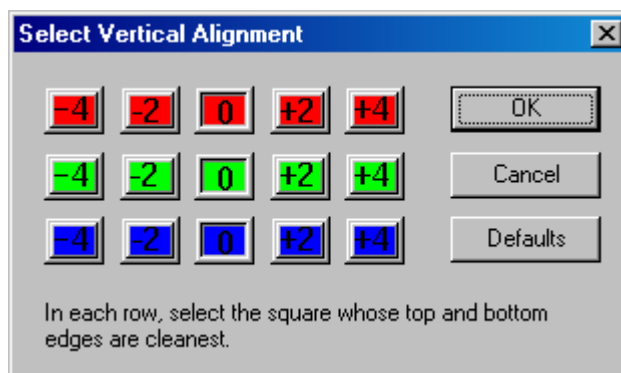 Select Vertical Alignment
-4 -2 0 +2 +4 OK
-4 -2 0 +2 +4 Cancel
-4 -2 0 +2 +4 Defaults
In each row, select the square whose top and bottom
edges are cleanest.